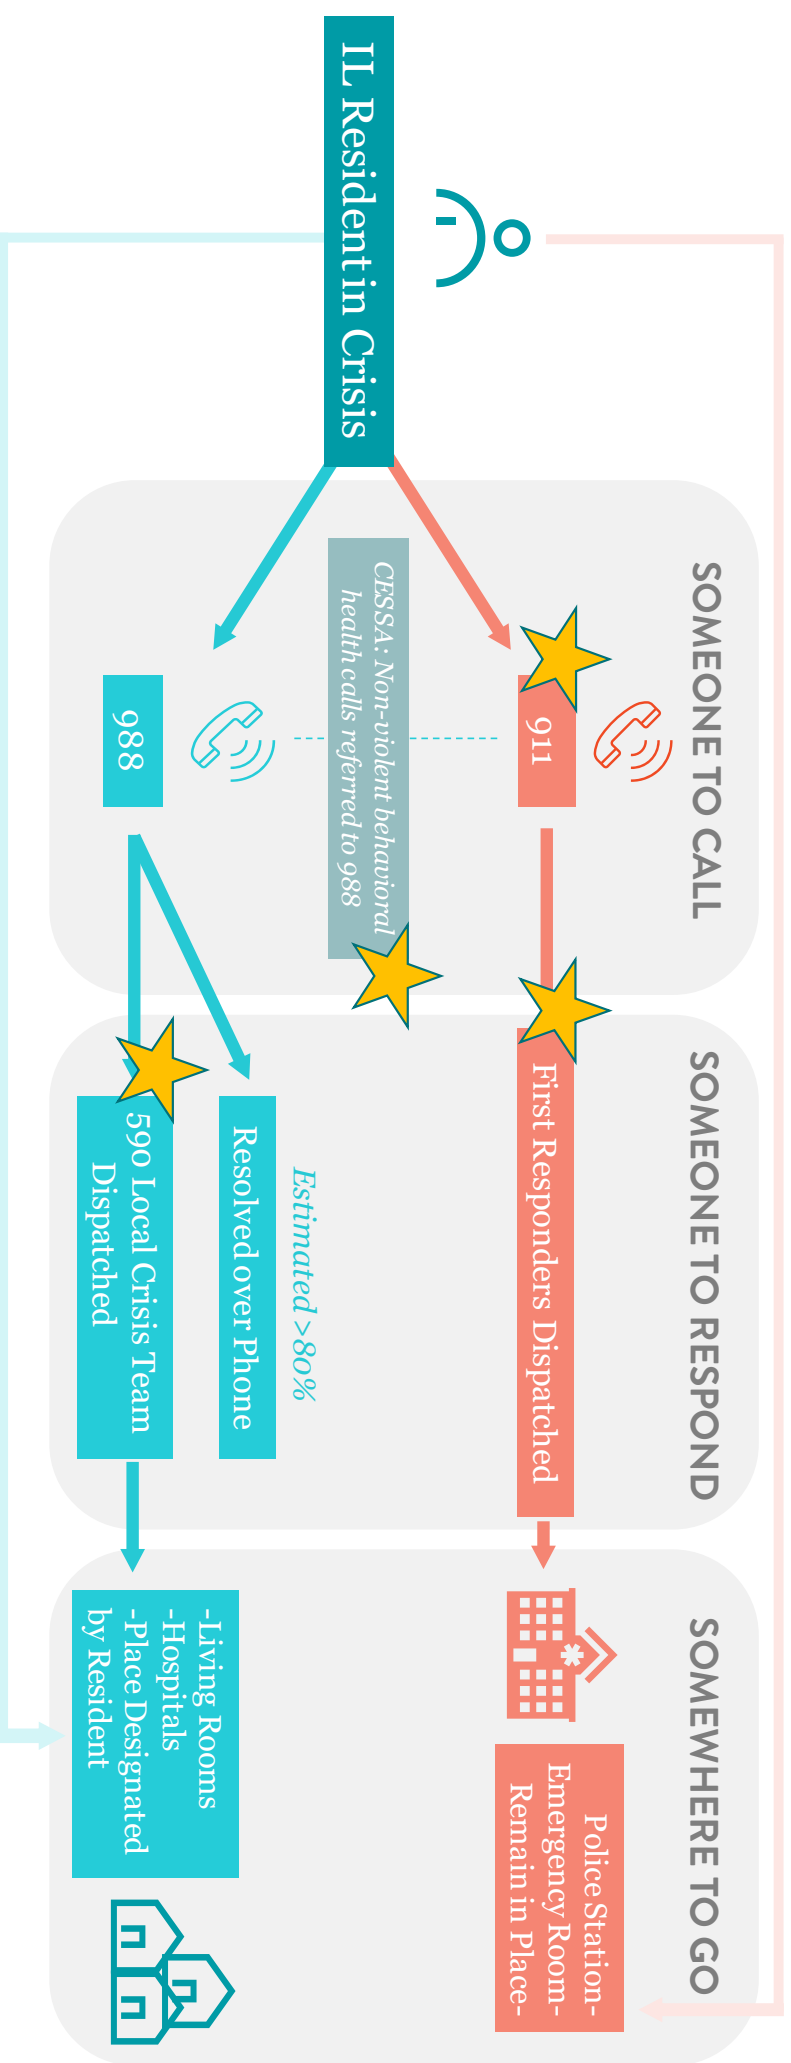 IL Resident in Crisis
SOMEONE TO CALL
911
CESSA: Non-violent behavioral
health calls referred to 988
988
SOMEONE TO RESPOND
First Responders Dispatched
Estimated >80%
Resolved over Phone
590 Local Crisis Team
Dispatched
SOMEWHERE TO GO
Police Station-
Emergency Room-
Remain in Place-
-Living Rooms
-Hospitals
-Place Designated
by Resident